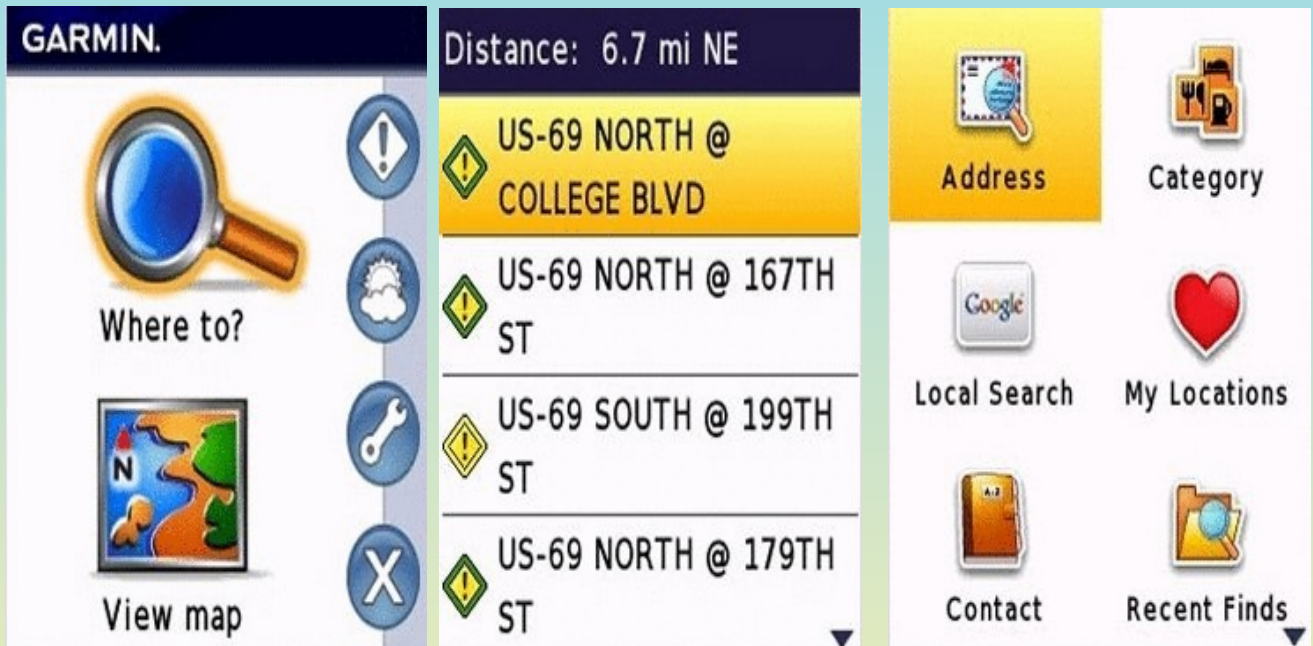 GARMIN.
Where to?
N
View map
X
Distance: 6.7 mi NE
US-69 NORTH @
COLLEGE BLVD
US-69 NORTH @ 167TH
ST
US-69 SOUTH @ 199TH
ST
US-69 NORTH @ 179TH
ST
Address
Category
Google
Local Search
My Locations
A-Z
Contact
Recent Finds